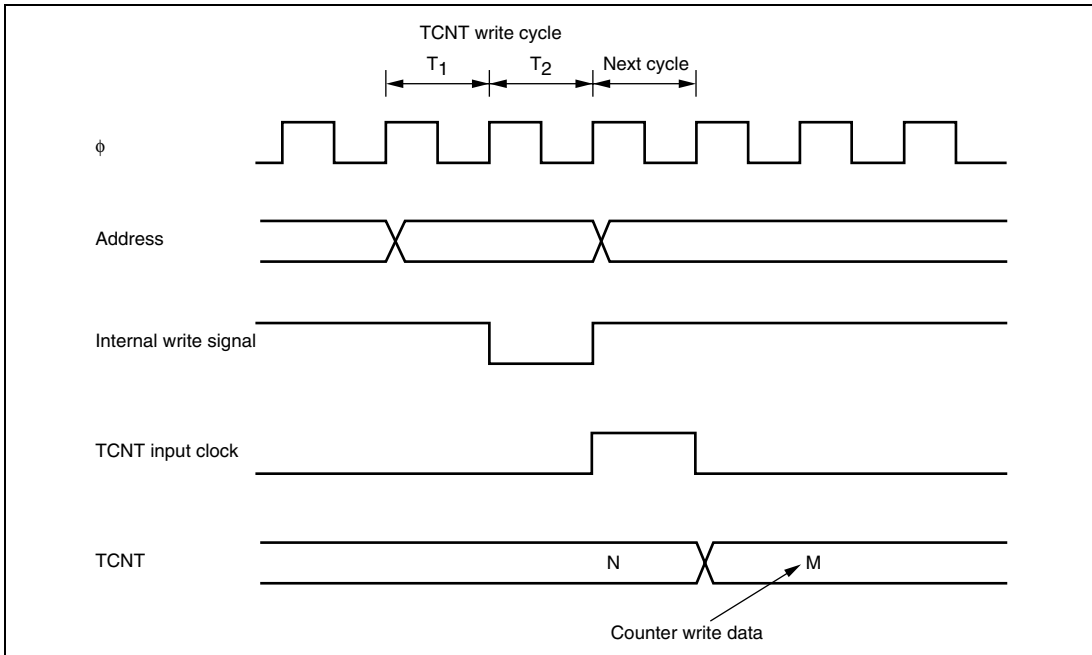 TCNT write cycle
T1 T2 Next cycle
ϕ
Address
Internal write signal
TCNT input clock
TCNT N M
Counter write data